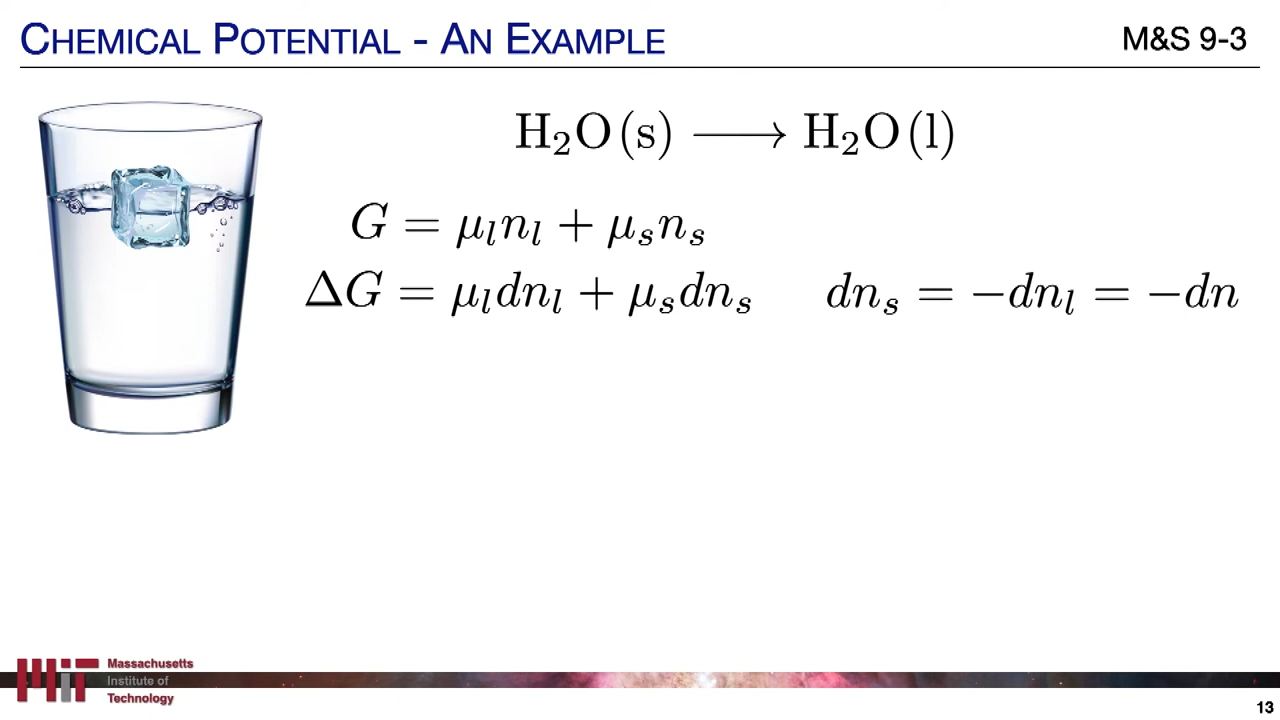 CHEMICAL POTENTIAL - AN EXAMPLE
M&S 9-3
H₂O(s) ⟶ H₂O(l)
G = μₗnₗ + μₛnₛ
ΔG = μₗdnₗ + μₛdnₛ
dnₛ = −dnₗ = −dn
Massachusetts
Institute of
Technology
13